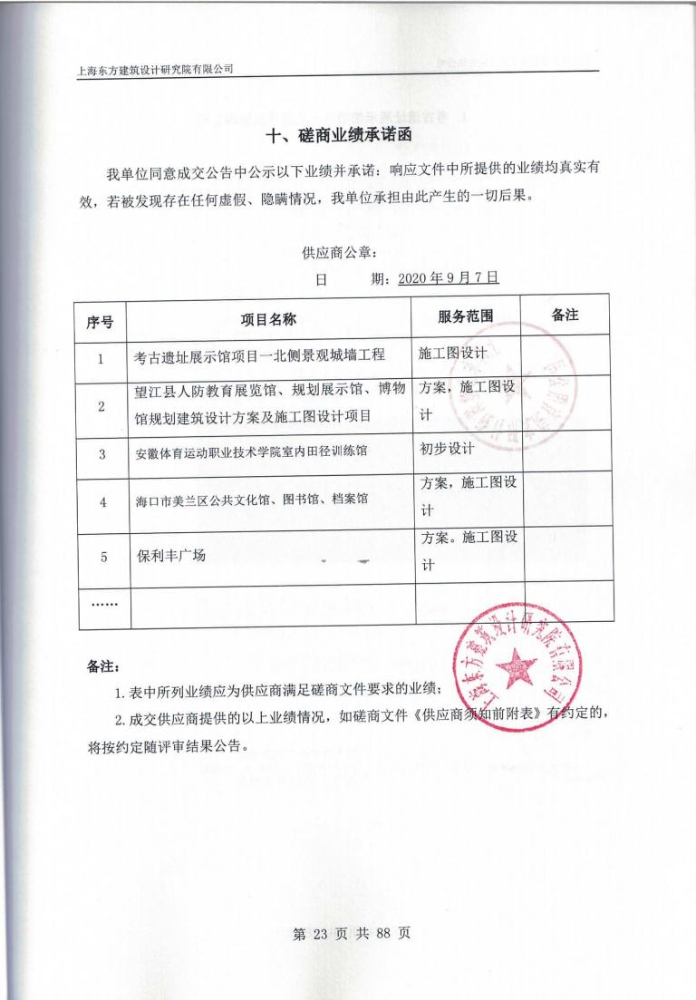 上海东方建筑设计研究院有限公司
十、磋商业绩承诺函
我单位同意成交公告中公示以下业绩并承诺：响应文件中所提供的业绩均真实有
效，若被发现存在任何虚假、隐瞒情况，我单位承担由此产生的一切后果。
供应商公章：
日 期：2020 年 9 月 7 日
序号 项目名称 服务范围 备注
1 考古遗址展示馆项目一北侧景观城墙工程 施工图设计
2 望江县人防教育展览馆、规划展示馆、博物 方案，施工图设
馆规划建筑设计方案及施工图设计项目 计
3 安徽体育运动职业技术学院室内田径训练馆 初步设计
4 海口市美兰区公共文化馆、图书馆、档案馆 方案，施工图设
计
5 保利丰广场 方案。施工图设
计
……
上海东方建筑设计研究院有限公司
备注：
1.表中所列业绩应为供应商满足磋商文件要求的业绩；
2.成交供应商提供的以上业绩情况，如磋商文件《供应商须知前附表》有约定的，
将按约定随评审结果公告。
第 23 页 共 88 页